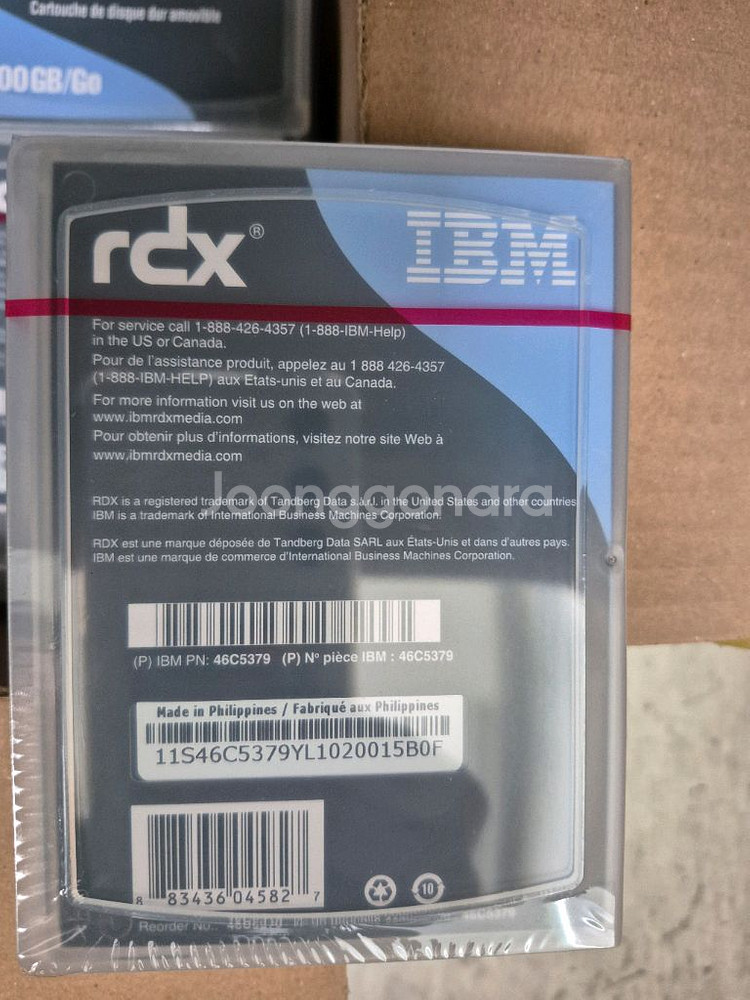 Cartouche de disque dur amovible
00GB/Go
rdx®
IBM
For service call 1-888-426-4357 (1-888-IBM-Help)
in the US or Canada.
Pour de l'assistance produit, appelez au 1 888 426-4357
(1-888-IBM-HELP) aux Etats-unis et au Canada.
For more information visit us on the web at
www.ibmrdxmedia.com
Pour obtenir plus d'informations, visitez notre site Web à
www.ibmrdxmedia.com
Joonggonara
RDX is a registered trademark of Tandberg Data s.à.r.l. in the United States and other countries
IBM is a trademark of International Business Machines Corporation.
RDX est une marque déposée de Tandberg Data SARL aux États-Unis et dans d'autres pays.
IBM est une marque de commerce d'International Business Machines Corporation.
(P) IBM PN: 46C5379 (P) Nº pièce IBM : 46C5379
Made in Philippines / Fabriqué aux Philippines
11S46C5379YL1020015B0F
8 83436 04582 7
10
Reorder No.: 46C5379